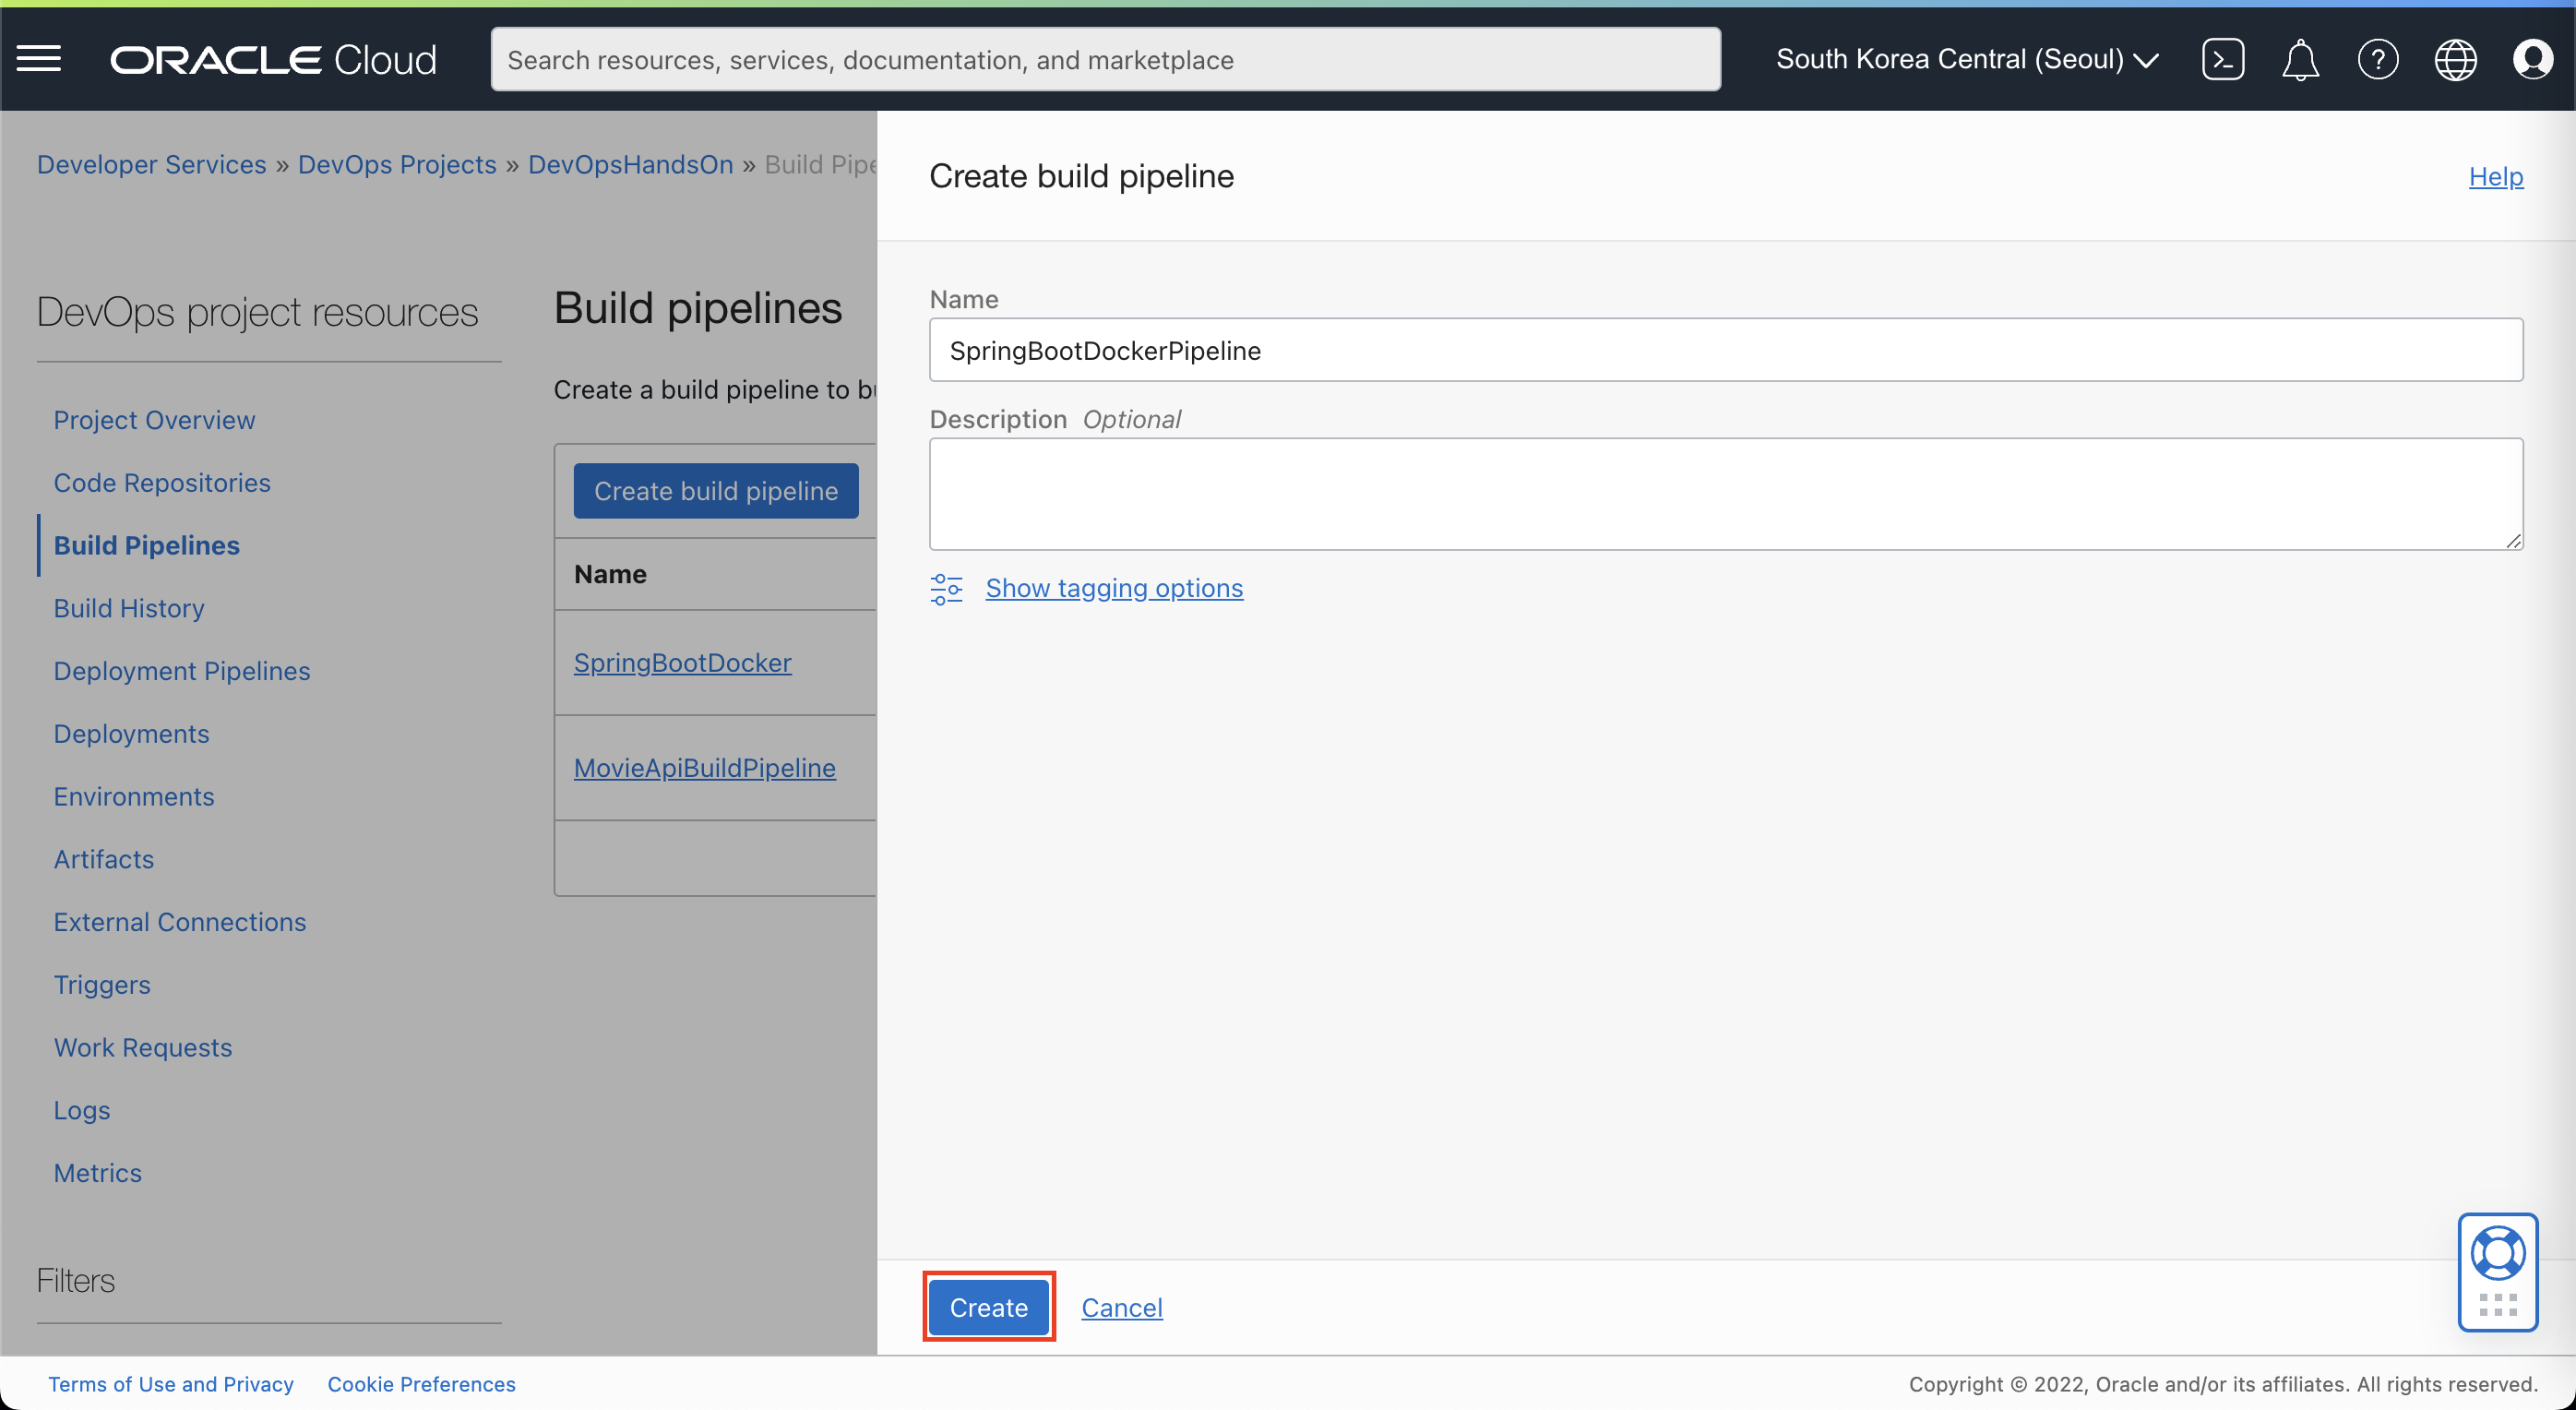 ORACLE Cloud
Search resources, services, documentation, and marketplace
South Korea Central (Seoul)
Developer Services » DevOps Projects » DevOpsHandsOn » Build Pipe
DevOps project resources
Project Overview
Code Repositories
Build Pipelines
Build History
Deployment Pipelines
Deployments
Environments
Artifacts
External Connections
Triggers
Work Requests
Logs
Metrics
Filters
Build pipelines
Create a build pipeline to bu
Create build pipeline
Name
SpringBootDocker
MovieApiBuildPipeline
Create build pipeline
Help
Name
SpringBootDockerPipeline
Description Optional
Show tagging options
Create
Cancel
Terms of Use and Privacy
Cookie Preferences
Copyright © 2022, Oracle and/or its affiliates. All rights reserved.